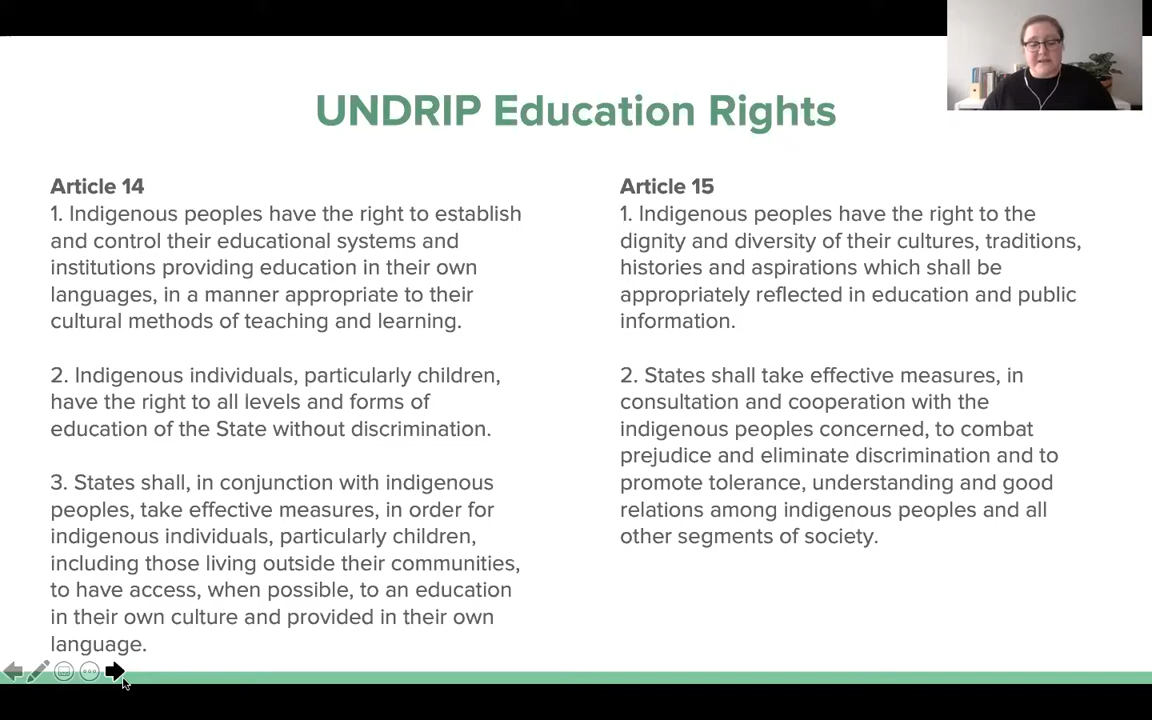 UNDRIP Education Rights
Article 14
1. Indigenous peoples have the right to establish
and control their educational systems and
institutions providing education in their own
languages, in a manner appropriate to their
cultural methods of teaching and learning.
2. Indigenous individuals, particularly children,
have the right to all levels and forms of
education of the State without discrimination.
3. States shall, in conjunction with indigenous
peoples, take effective measures, in order for
indigenous individuals, particularly children,
including those living outside their communities,
to have access, when possible, to an education
in their own culture and provided in their own
language.
Article 15
1. Indigenous peoples have the right to the
dignity and diversity of their cultures, traditions,
histories and aspirations which shall be
appropriately reflected in education and public
information.
2. States shall take effective measures, in
consultation and cooperation with the
indigenous peoples concerned, to combat
prejudice and eliminate discrimination and to
promote tolerance, understanding and good
relations among indigenous peoples and all
other segments of society.